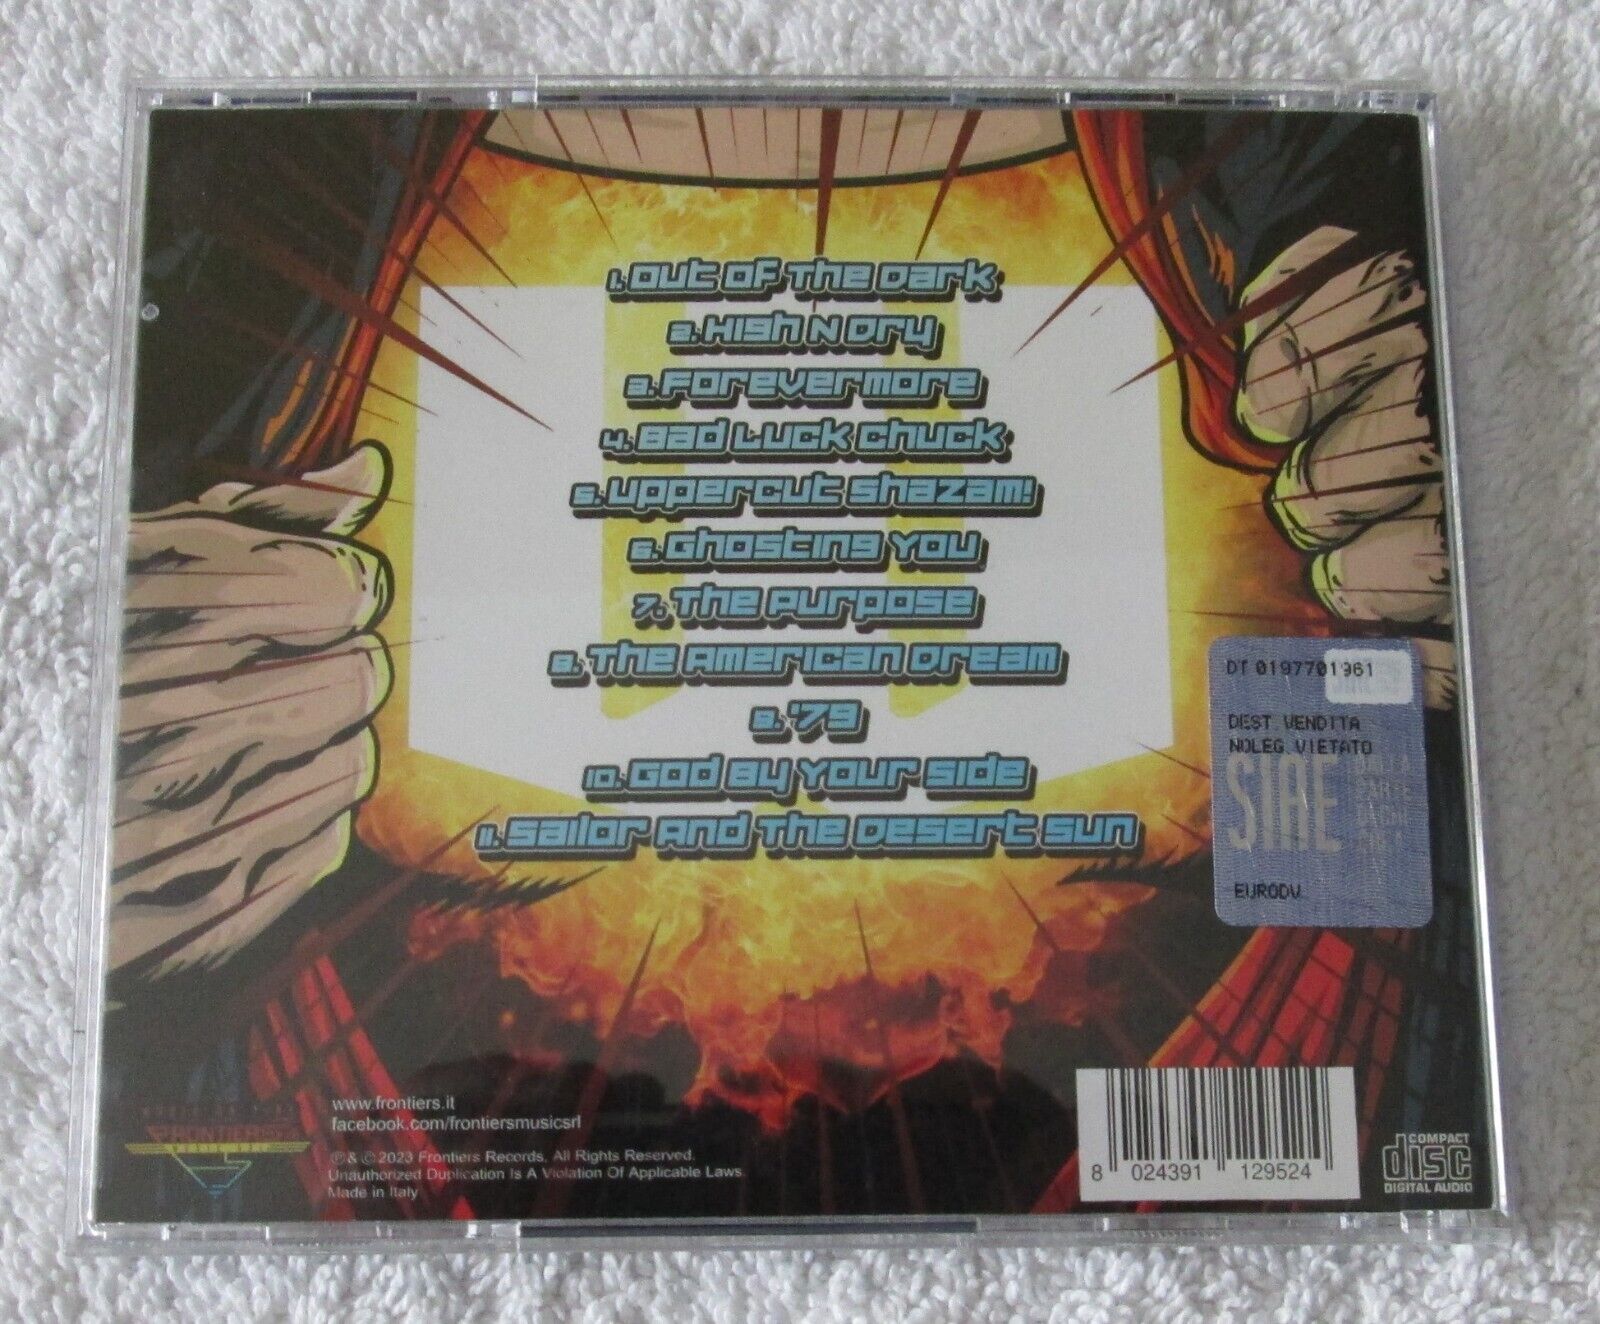 1. Out Of The Dark
2. High N Dry
3. Forevermore
4. Bad Luck Chuck
5. Uppercut Shazam!
6. Ghosting You
7. The Purpose
8. The American Dream
9. '79
10. God By Your Side
11. Sailor And The Desert Sun
DT 0197701961
DEST.VENDITA
NOLEG.VIETATO
SIAE
EURODV
FRONTIERS
www.frontiers.it
facebook.com/frontiersmusicsrl
℗ & © 2023 Frontiers Records, All Rights Reserved.
Unauthorized Duplication Is A Violation Of Applicable Laws.
Made in Italy
8 024391 129524
COMPACT
disc
DIGITAL AUDIO